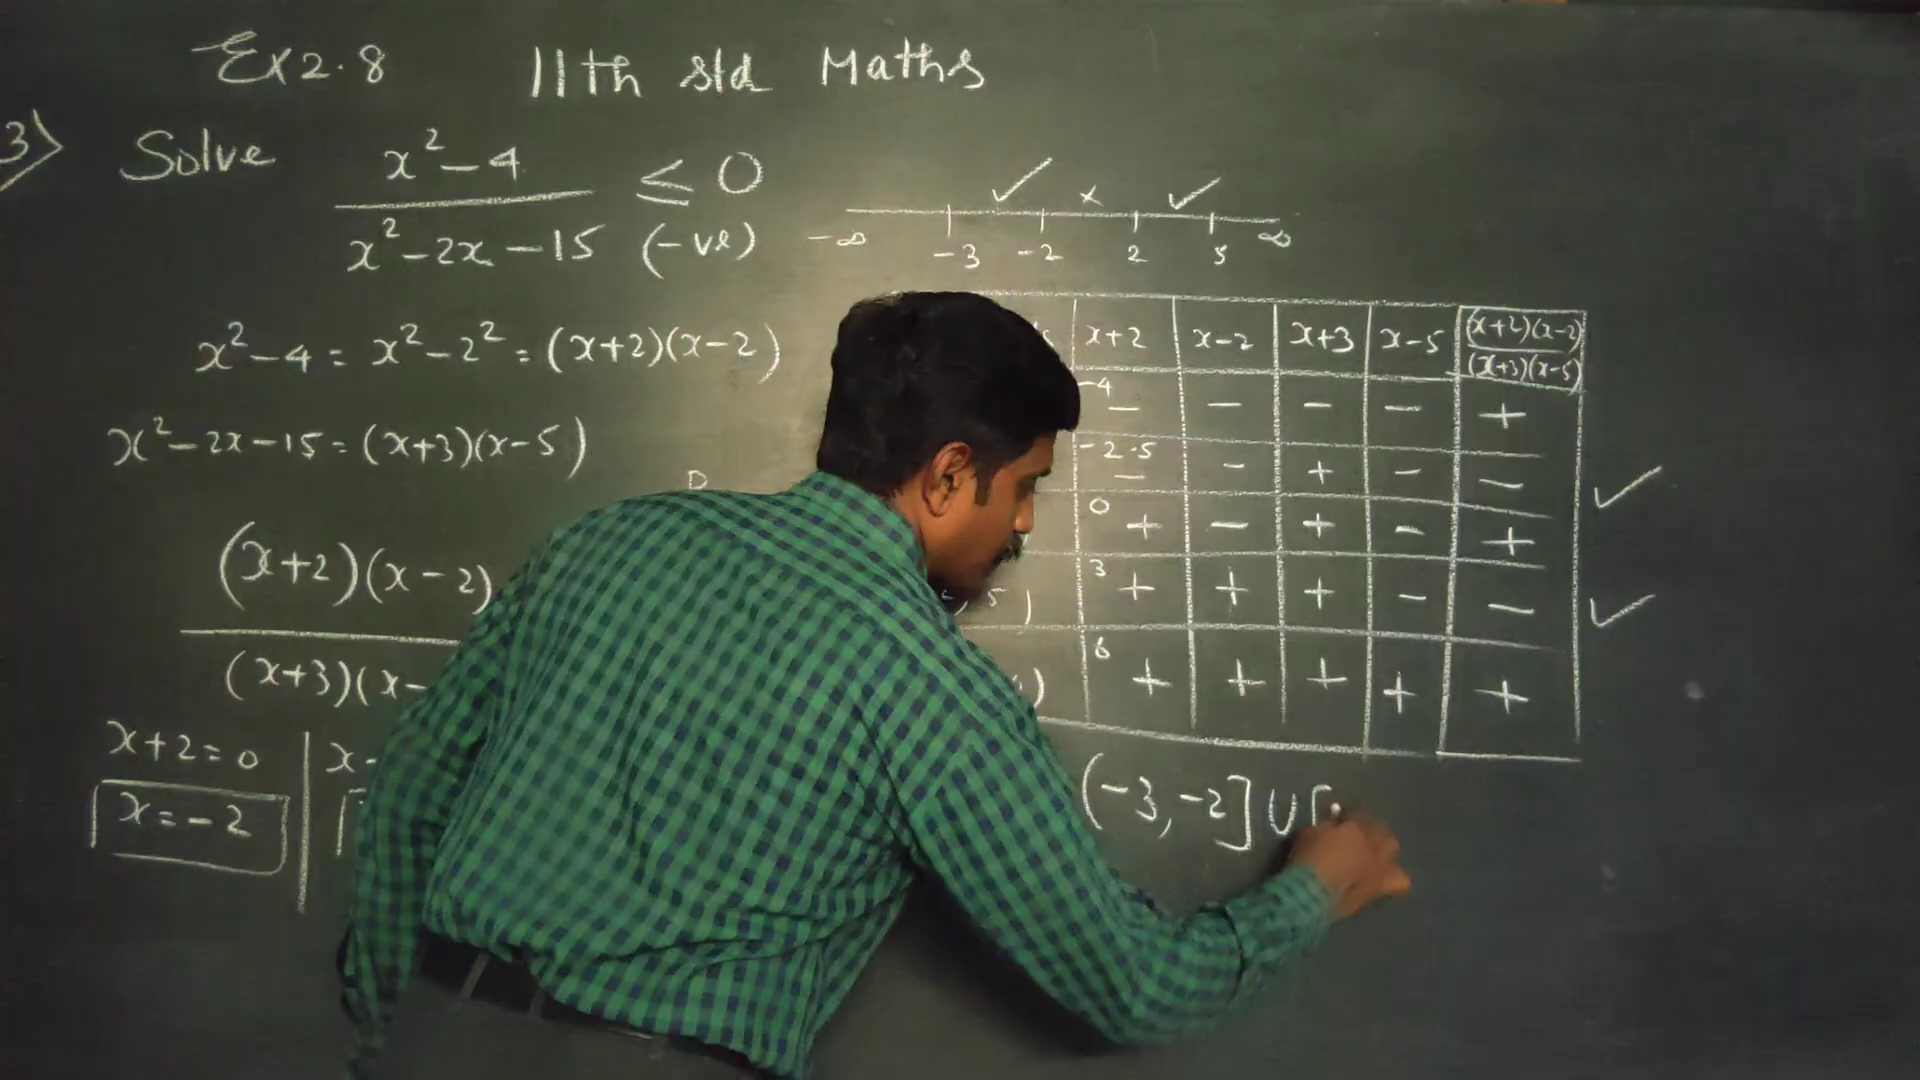 Ex 2.8 11th std Maths
3) Solve x² - 4 / x² - 2x - 15 ≤ 0 (-ve)
-∞ -3 -2 2 5 ∞
✓ × ✓
x² - 4 = x² - 2² = (x+2)(x-2)
x² - 2x - 15 = (x+3)(x-5)
(x+2)(x-2)
(x+3)(x-
x+2=0 | x-
x = -2
x+2 x-2 x+3 x-5 (x+2)(x-2) / (x+3)(x-5)
-4 - - - - +
-2.5 - - + - - ✓
0 + - + - +
, 5) 3 + + + - - ✓
) 6 + + + + +
(-3, -2] ∪ [